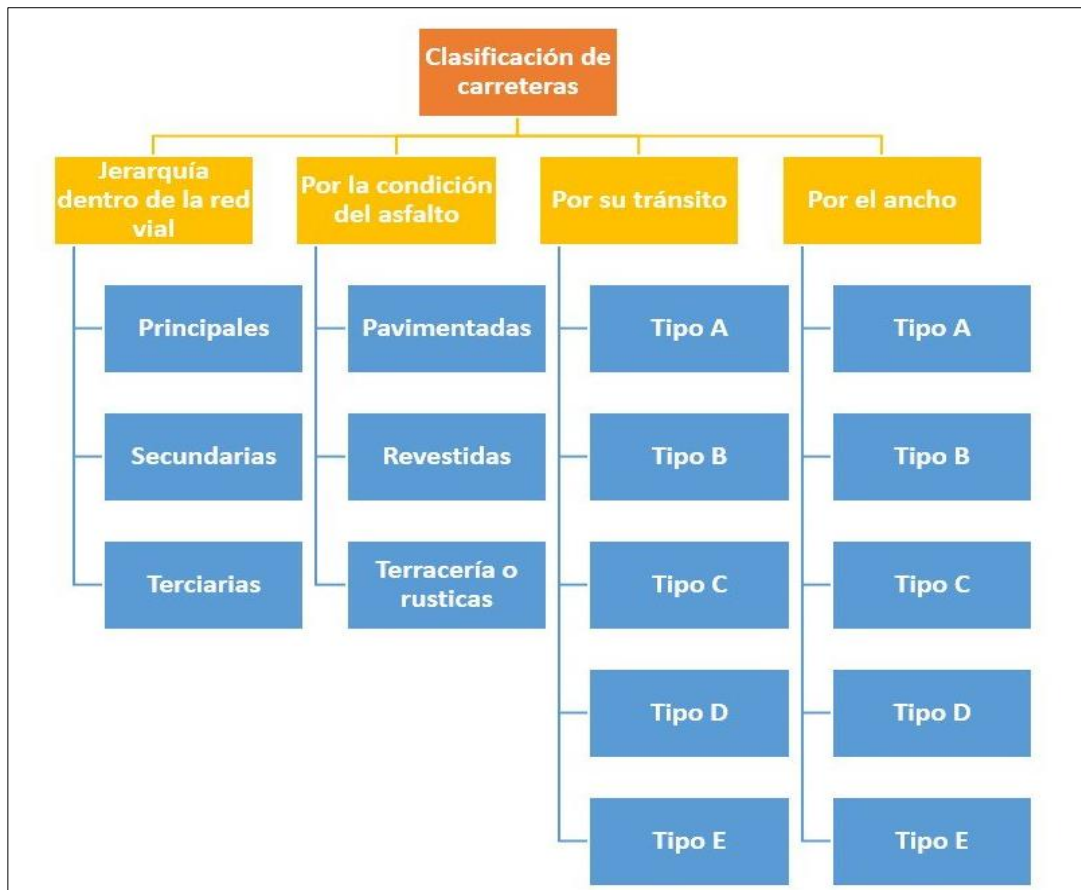 Clasificación de
carreteras
Jerarquía
dentro de la red
vial
Por la condición
del asfalto
Por su tránsito
Por el ancho
Principales
Pavimentadas
Tipo A
Tipo A
Secundarias
Revestidas
Tipo B
Tipo B
Terciarias
Terracería o
rusticas
Tipo C
Tipo C
Tipo D
Tipo D
Tipo E
Tipo E